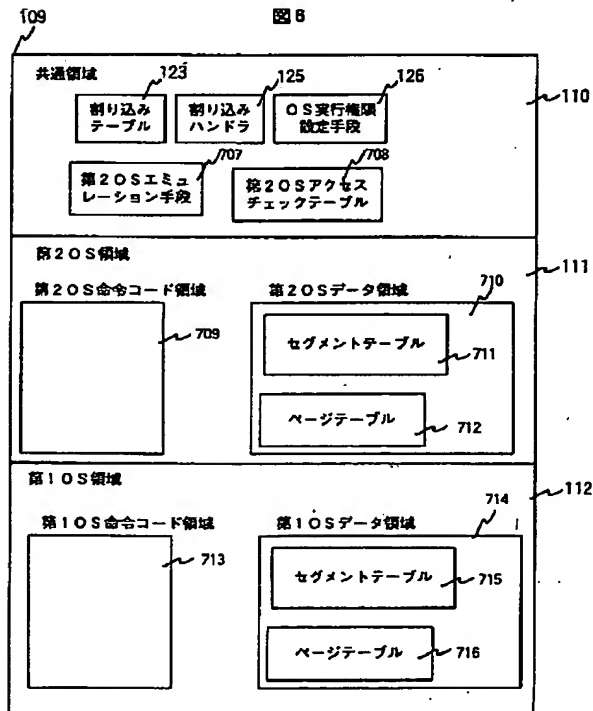 109
図6
共通領域
123
125
126
110
割り込み
テーブル
割り込み
ハンドラ
OS実行権限
設定手段
707
708
第2OSエミュ
レーション手段
第2OSアクセス
チェックテーブル
第2OS領域
111
第2OS命令コード領域
第2OSデータ領域
710
709
セグメントテーブル
711
ページテーブル
712
第1OS領域
112
714
第1OS命令コード領域
第1OSデータ領域
713
セグメントテーブル
715
ページテーブル
716